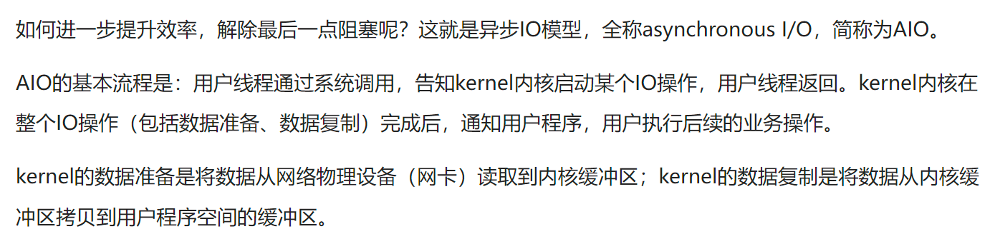 如何进一步提升效率，解除最后一点阻塞呢？这就是异步IO模型，全称asynchronous I/O，简称为AIO。
AIO的基本流程是：用户线程通过系统调用，告知kernel内核启动某个IO操作，用户线程返回。kernel内核在
整个IO操作（包括数据准备、数据复制）完成后，通知用户程序，用户执行后续的业务操作。
kernel的数据准备是将数据从网络物理设备（网卡）读取到内核缓冲区；kernel的数据复制是将数据从内核缓
冲区拷贝到用户程序空间的缓冲区。